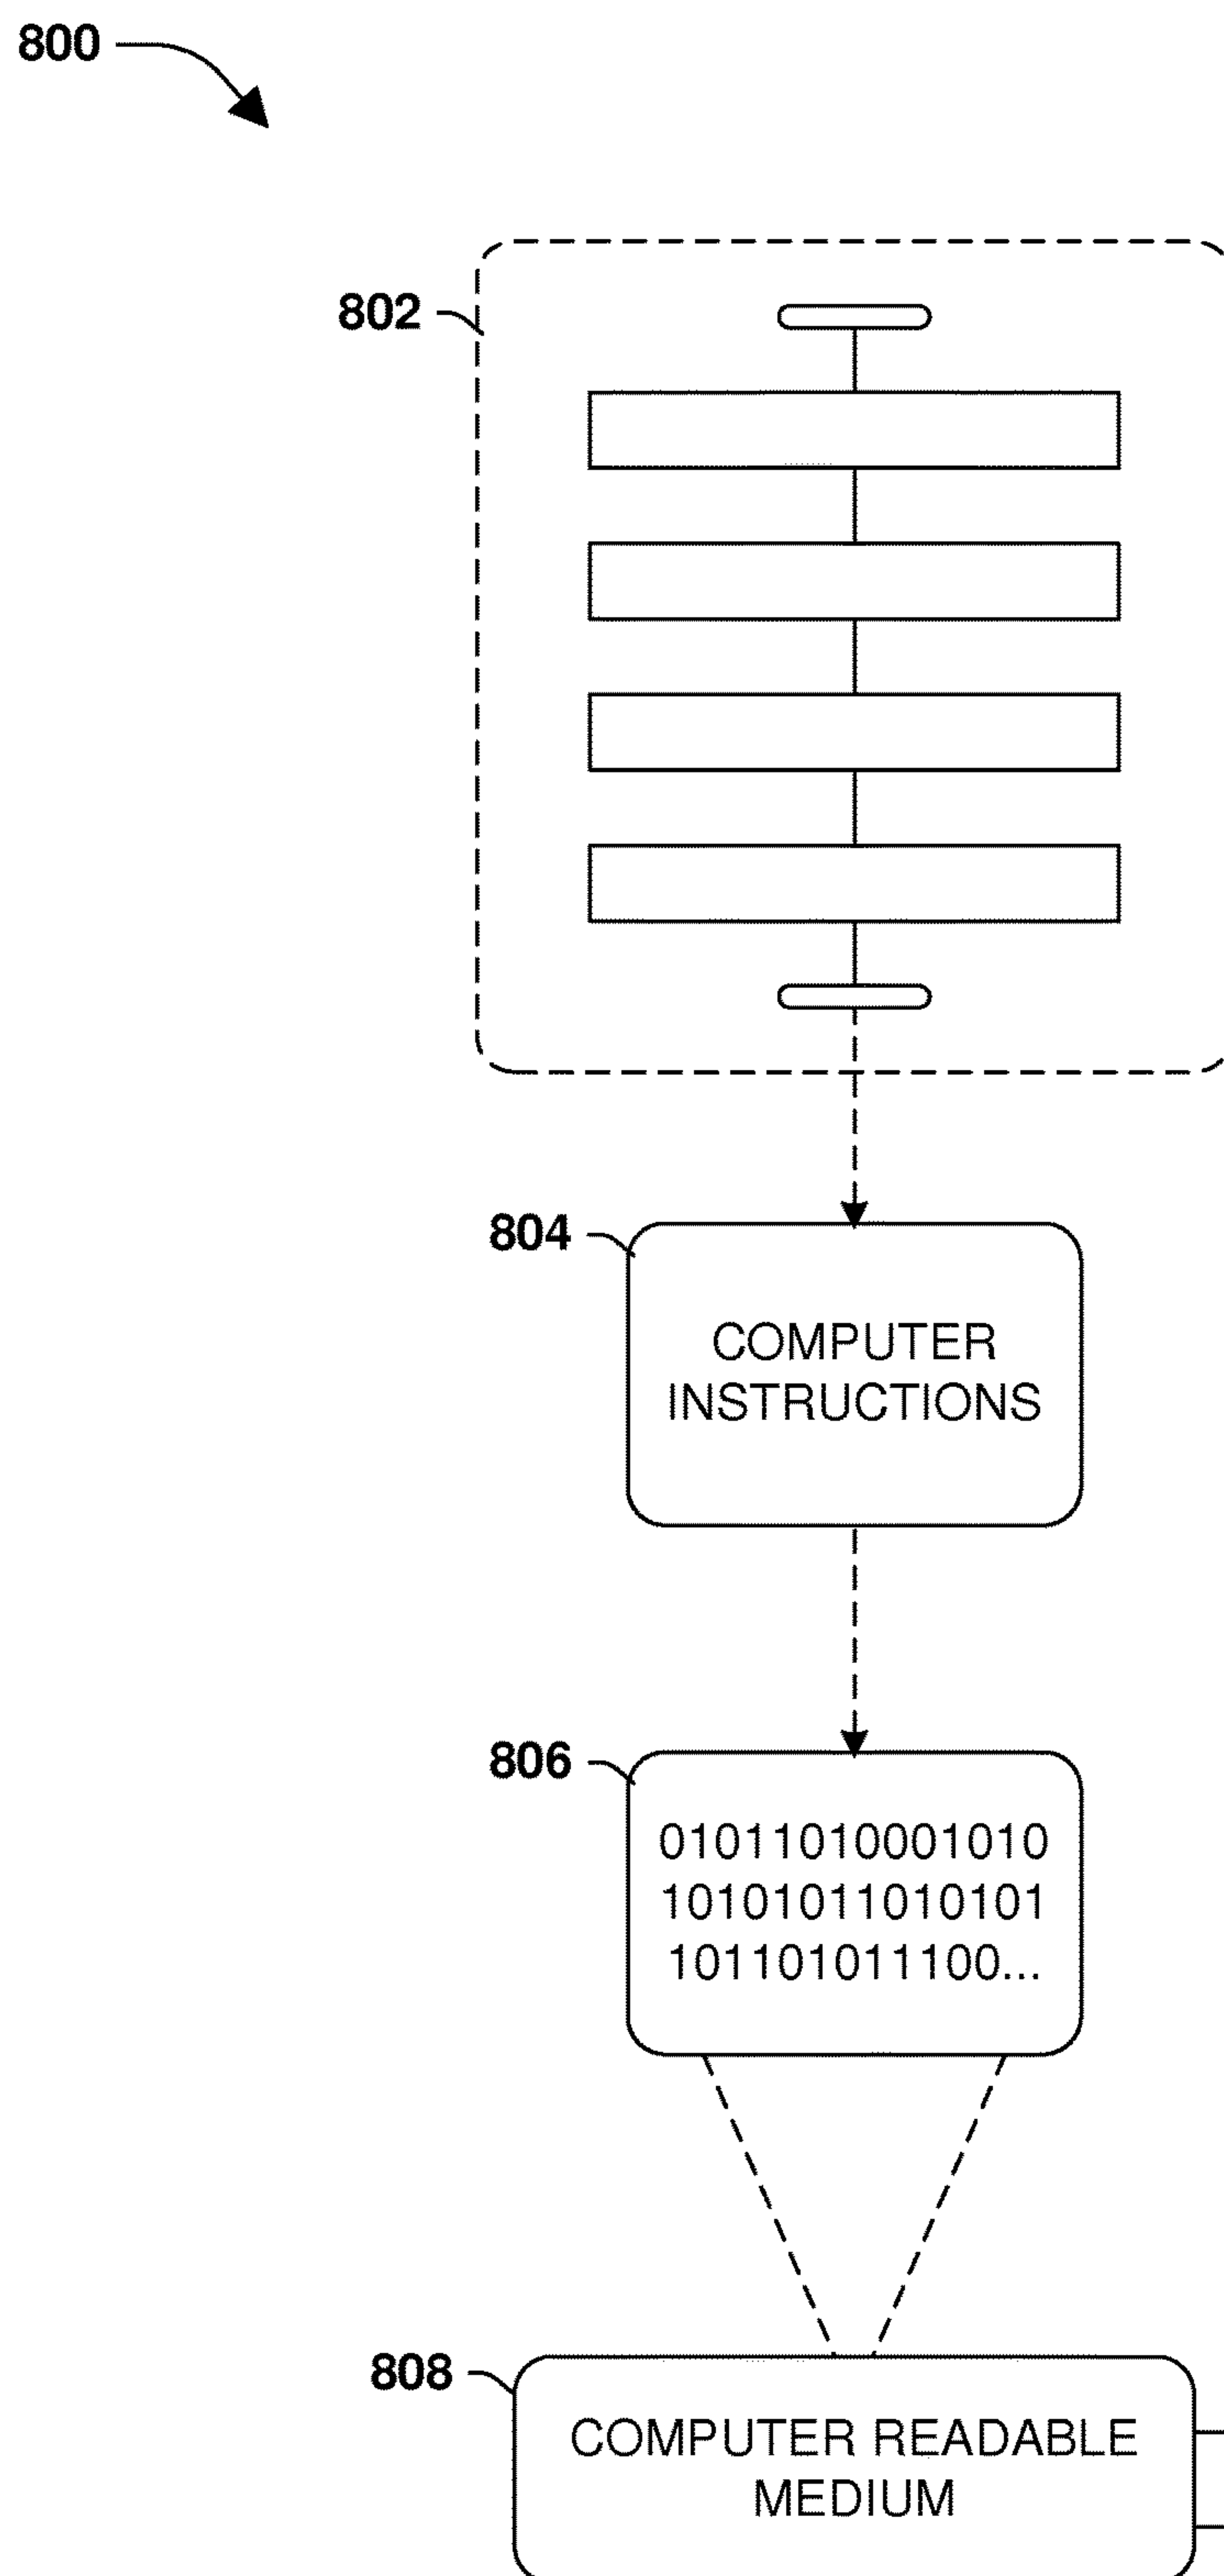 800
802
804
COMPUTER
INSTRUCTIONS
806
01011010001010
10101011010101
101101011100...
808
COMPUTER READABLE
MEDIUM